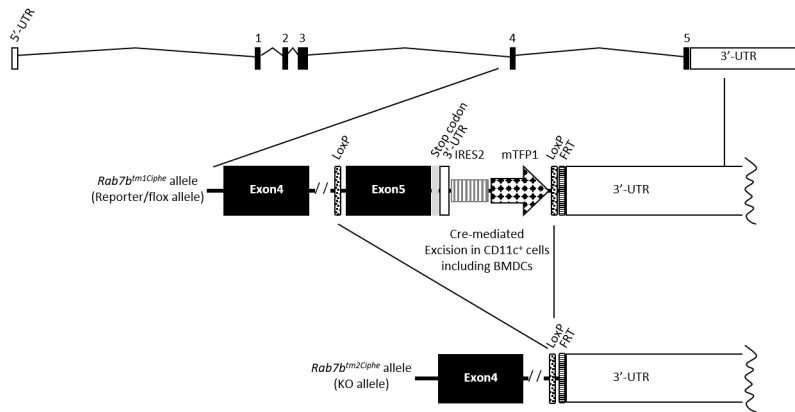 5′-UTR
1
2
3
4
5
3′-UTR
Rab7b^tm1Ciphe allele
(Reporter/flox allele)
Exon4
//
LoxP
Exon5
Stop codon
3′-UTR
IRES2
mTFP1
LoxP
FRT
3′-UTR
Cre-mediated
Excision in CD11c⁺ cells
including BMDCs
Rab7b^tm2Ciphe allele
(KO allele)
Exon4
//
LoxP
FRT
3′-UTR